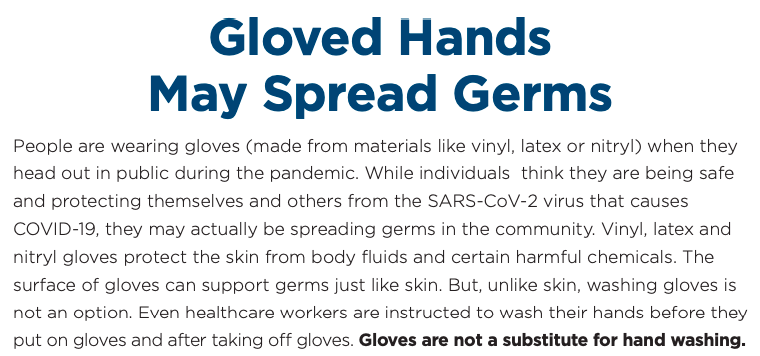 Gloved Hands
May Spread Germs
People are wearing gloves (made from materials like vinyl, latex or nitryl) when they
head out in public during the pandemic. While individuals  think they are being safe
and protecting themselves and others from the SARS-CoV-2 virus that causes
COVID-19, they may actually be spreading germs in the community. Vinyl, latex and
nitryl gloves protect the skin from body fluids and certain harmful chemicals. The
surface of gloves can support germs just like skin. But, unlike skin, washing gloves is
not an option. Even healthcare workers are instructed to wash their hands before they
put on gloves and after taking off gloves. Gloves are not a substitute for hand washing.